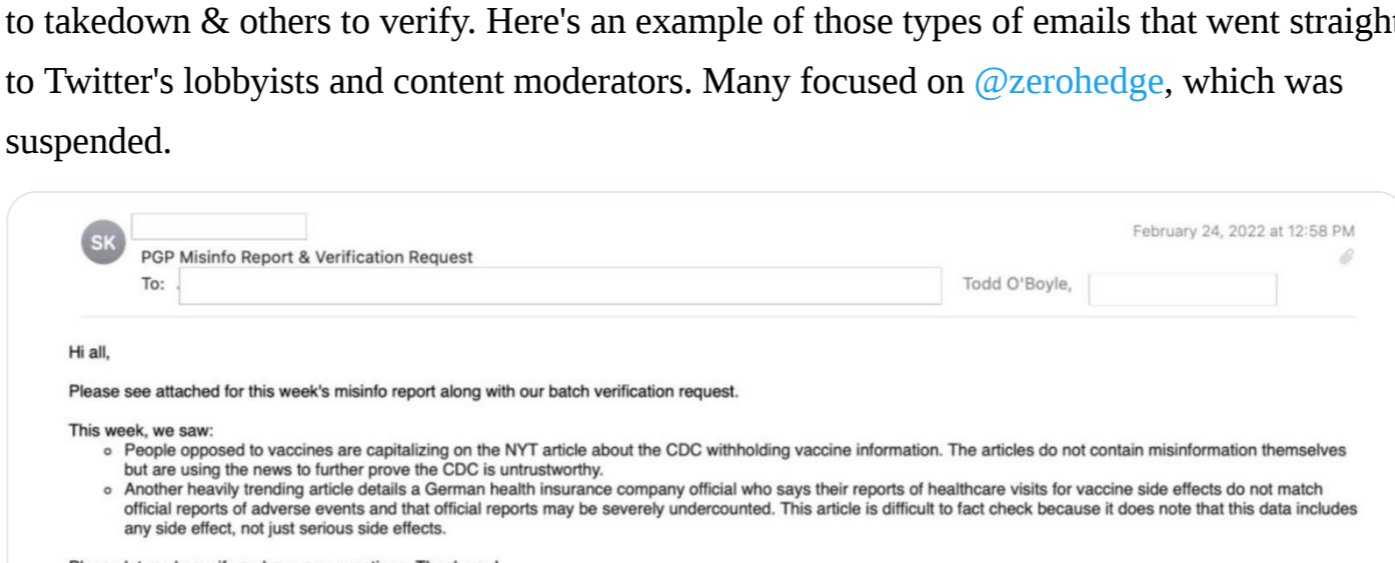 to takedown & others to verify. Here's an example of those types of emails that went straight
to Twitter's lobbyists and content moderators. Many focused on @zerohedge, which was
suspended.
SK
February 24, 2022 at 12:58 PM
PGP Misinfo Report & Verification Request
To: Todd O'Boyle,
Hi all,
Please see attached for this week's misinfo report along with our batch verification request.
This week, we saw:
People opposed to vaccines are capitalizing on the NYT article about the CDC withholding vaccine information. The articles do not contain misinformation themselves
but are using the news to further prove the CDC is untrustworthy.
Another heavily trending article details a German health insurance company official who says their reports of healthcare visits for vaccine side effects do not match
official reports of adverse events and that official reports may be severely undercounted. This article is difficult to fact check because it does note that this data includes
any side effect, not just serious side effects.